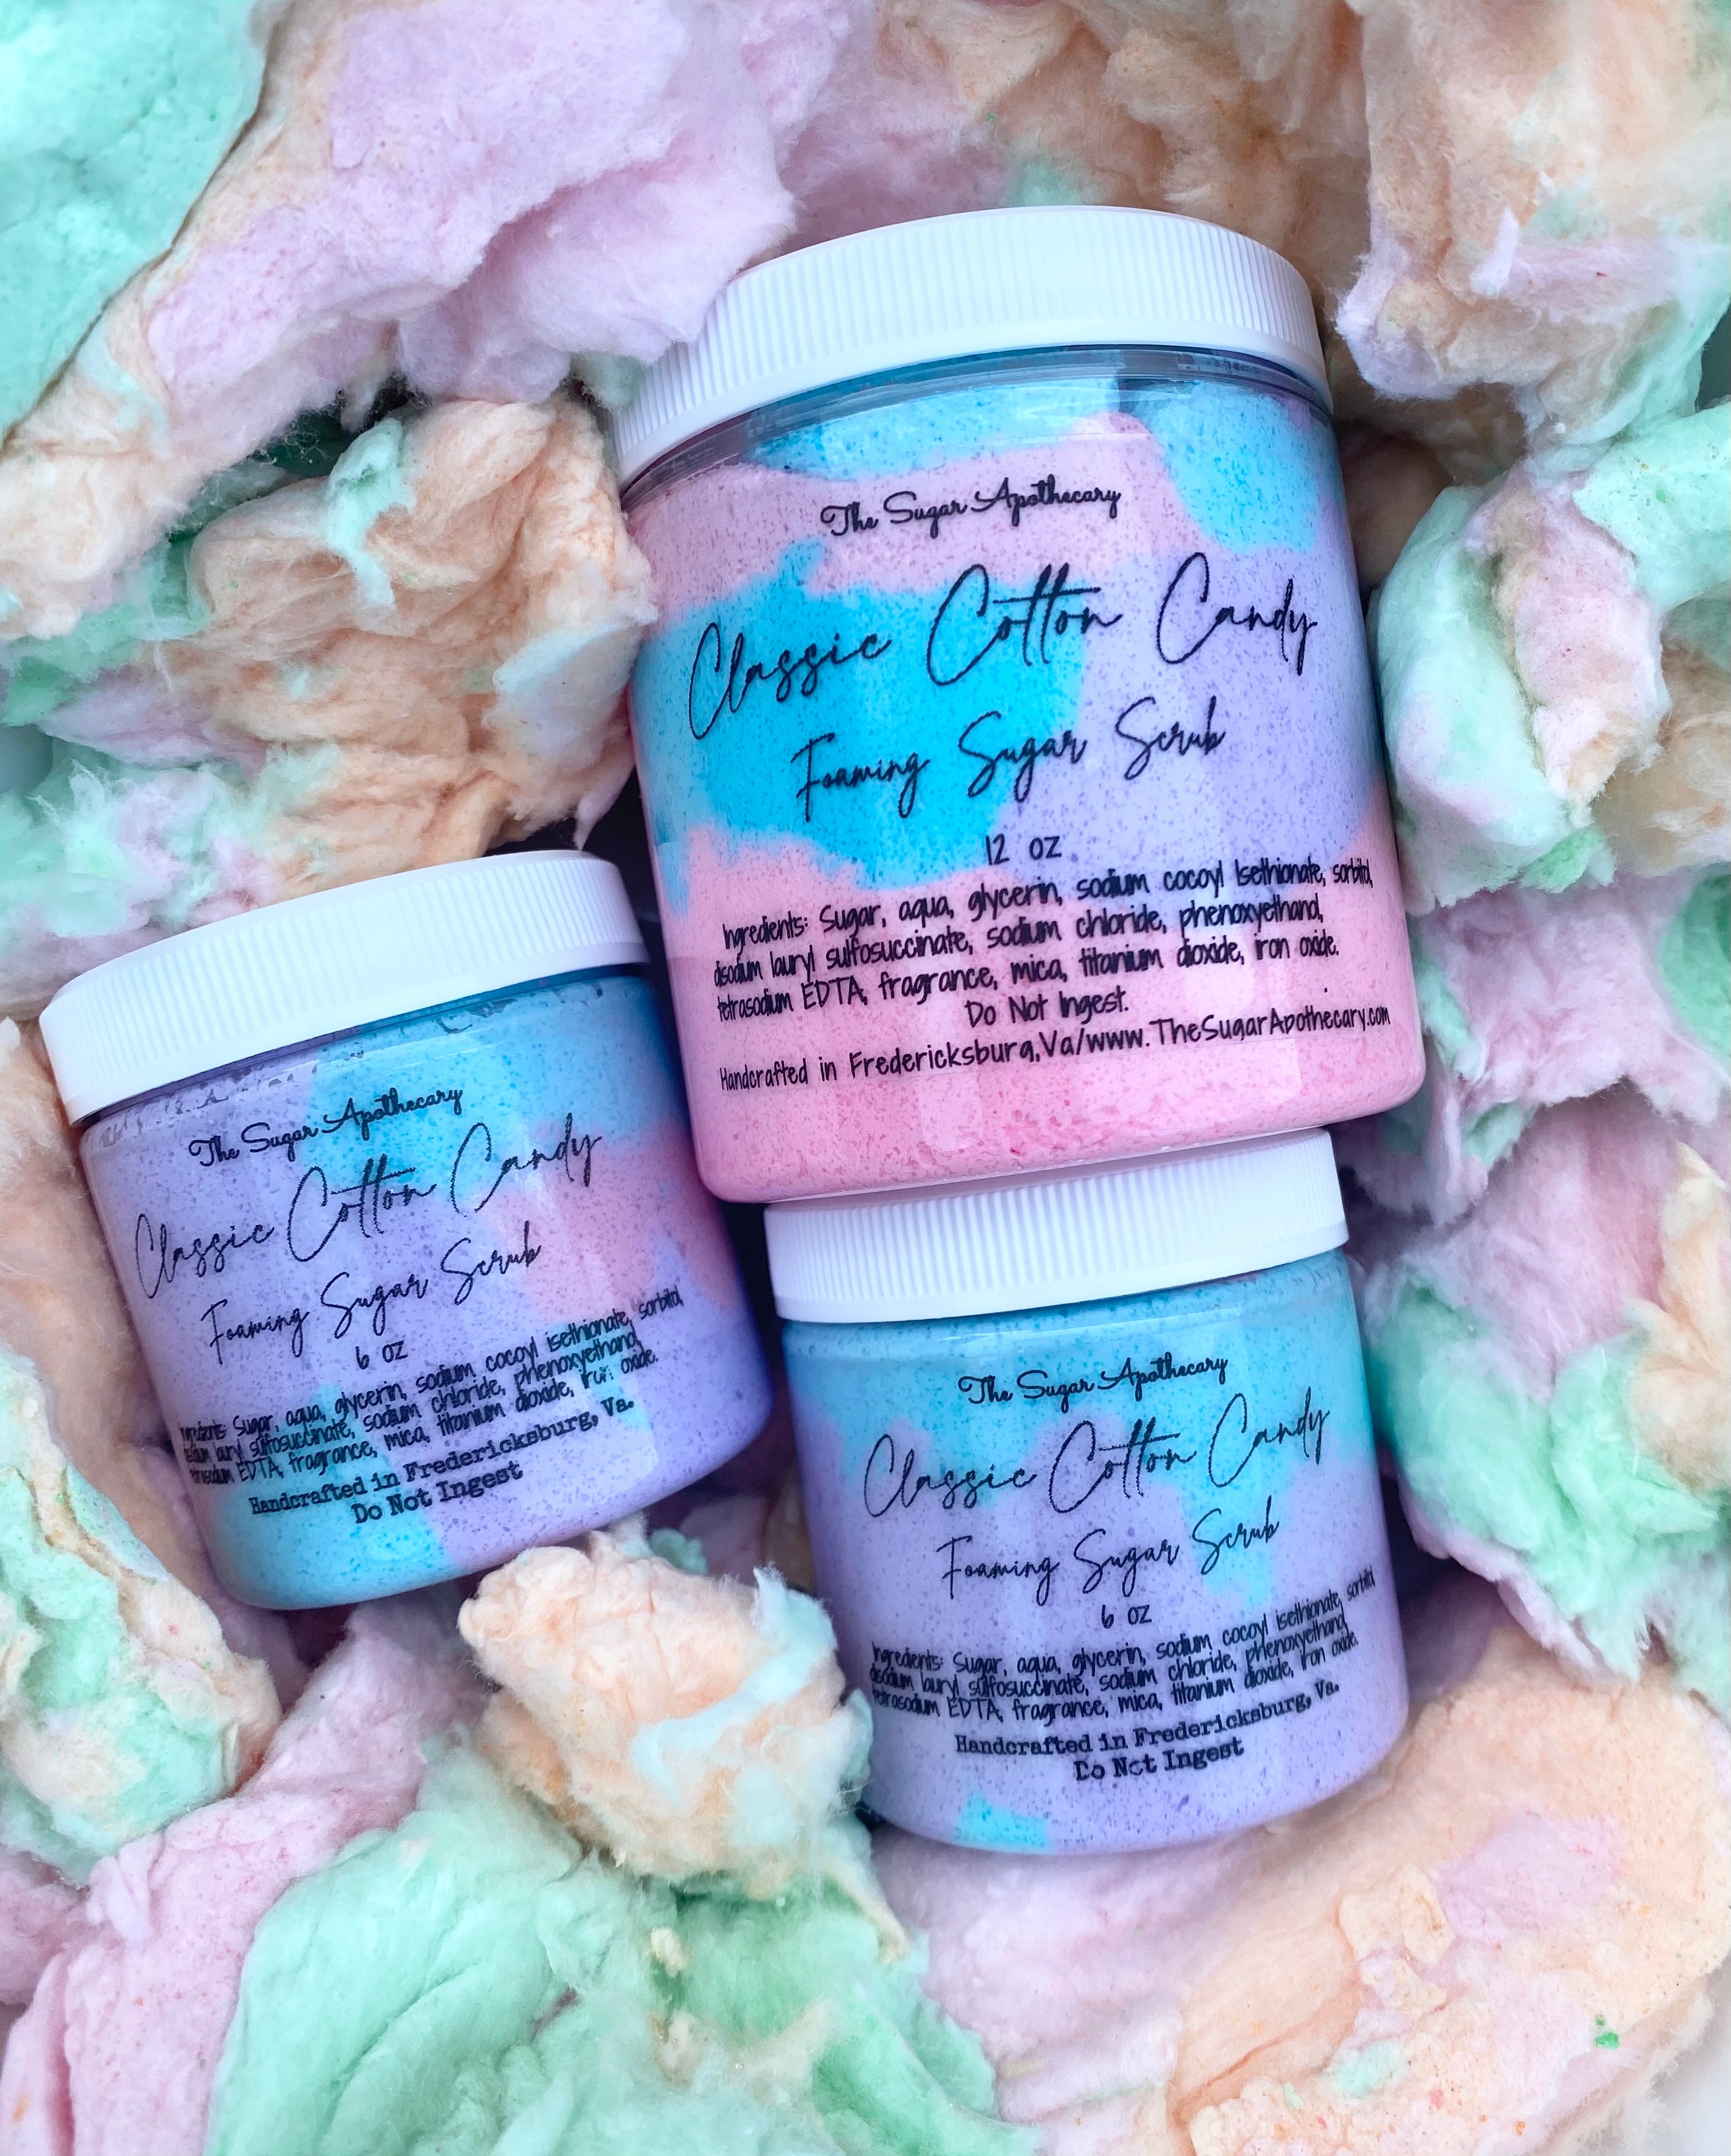 The Sugar Apothecary
Classic Cotton Candy
Foaming Sugar Scrub
12 oz
Ingredients: Sugar, aqua, glycerin, sodium cocoyl Isethionate, sorbitol,
disodium lauryl sulfosuccinate, sodium chloride, phenoxyethanol,
tetrasodium EDTA, fragrance, mica, titanium dioxide, iron oxide.
Do Not Ingest.
Handcrafted in Fredericksburg,Va/www.TheSugarApothecary.com
The Sugar Apothecary
Classic Cotton Candy
Foaming Sugar Scrub
6 oz
Ingredients: Sugar, aqua, glycerin, sodium cocoyl isethionate, sorbitol,
disodium lauryl sulfosuccinate, sodium chloride, phenoxyethanol,
tetrasodium EDTA, fragrance, mica, titanium dioxide, iron oxide.
Handcrafted in Fredericksburg, Va.
Do Not Ingest
The Sugar Apothecary
Classic Cotton Candy
Foaming Sugar Scrub
6 oz
Ingredients: Sugar, aqua, glycerin, sodium cocoyl isethionate, sorbitol
disodium lauryl sulfosuccinate, sodium chloride, phenoxyethanol,
tetrasodium EDTA, fragrance, mica, titanium dioxide, iron oxide.
Handcrafted in Fredericksburg, Va.
Do Not Ingest